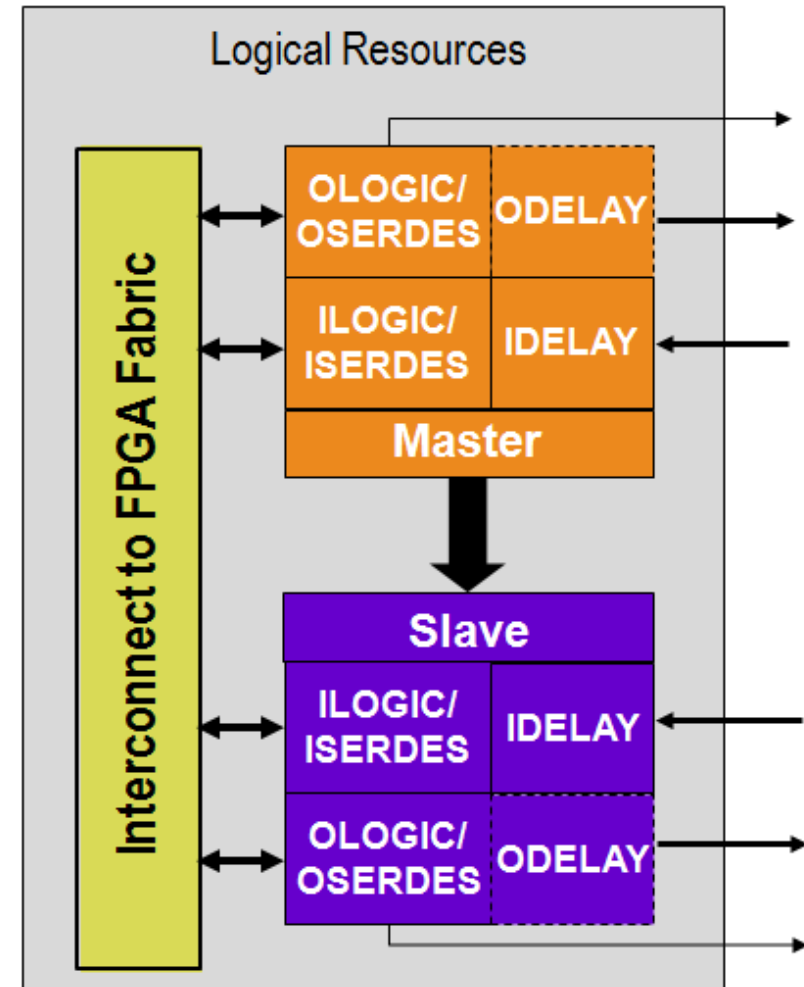 Logical Resources
Interconnect to FPGA Fabric
OLOGIC/
OSERDES
ODELAY
ILOGIC/
ISERDES
IDELAY
Master
Slave
ILOGIC/
ISERDES
IDELAY
OLOGIC/
OSERDES
ODELAY